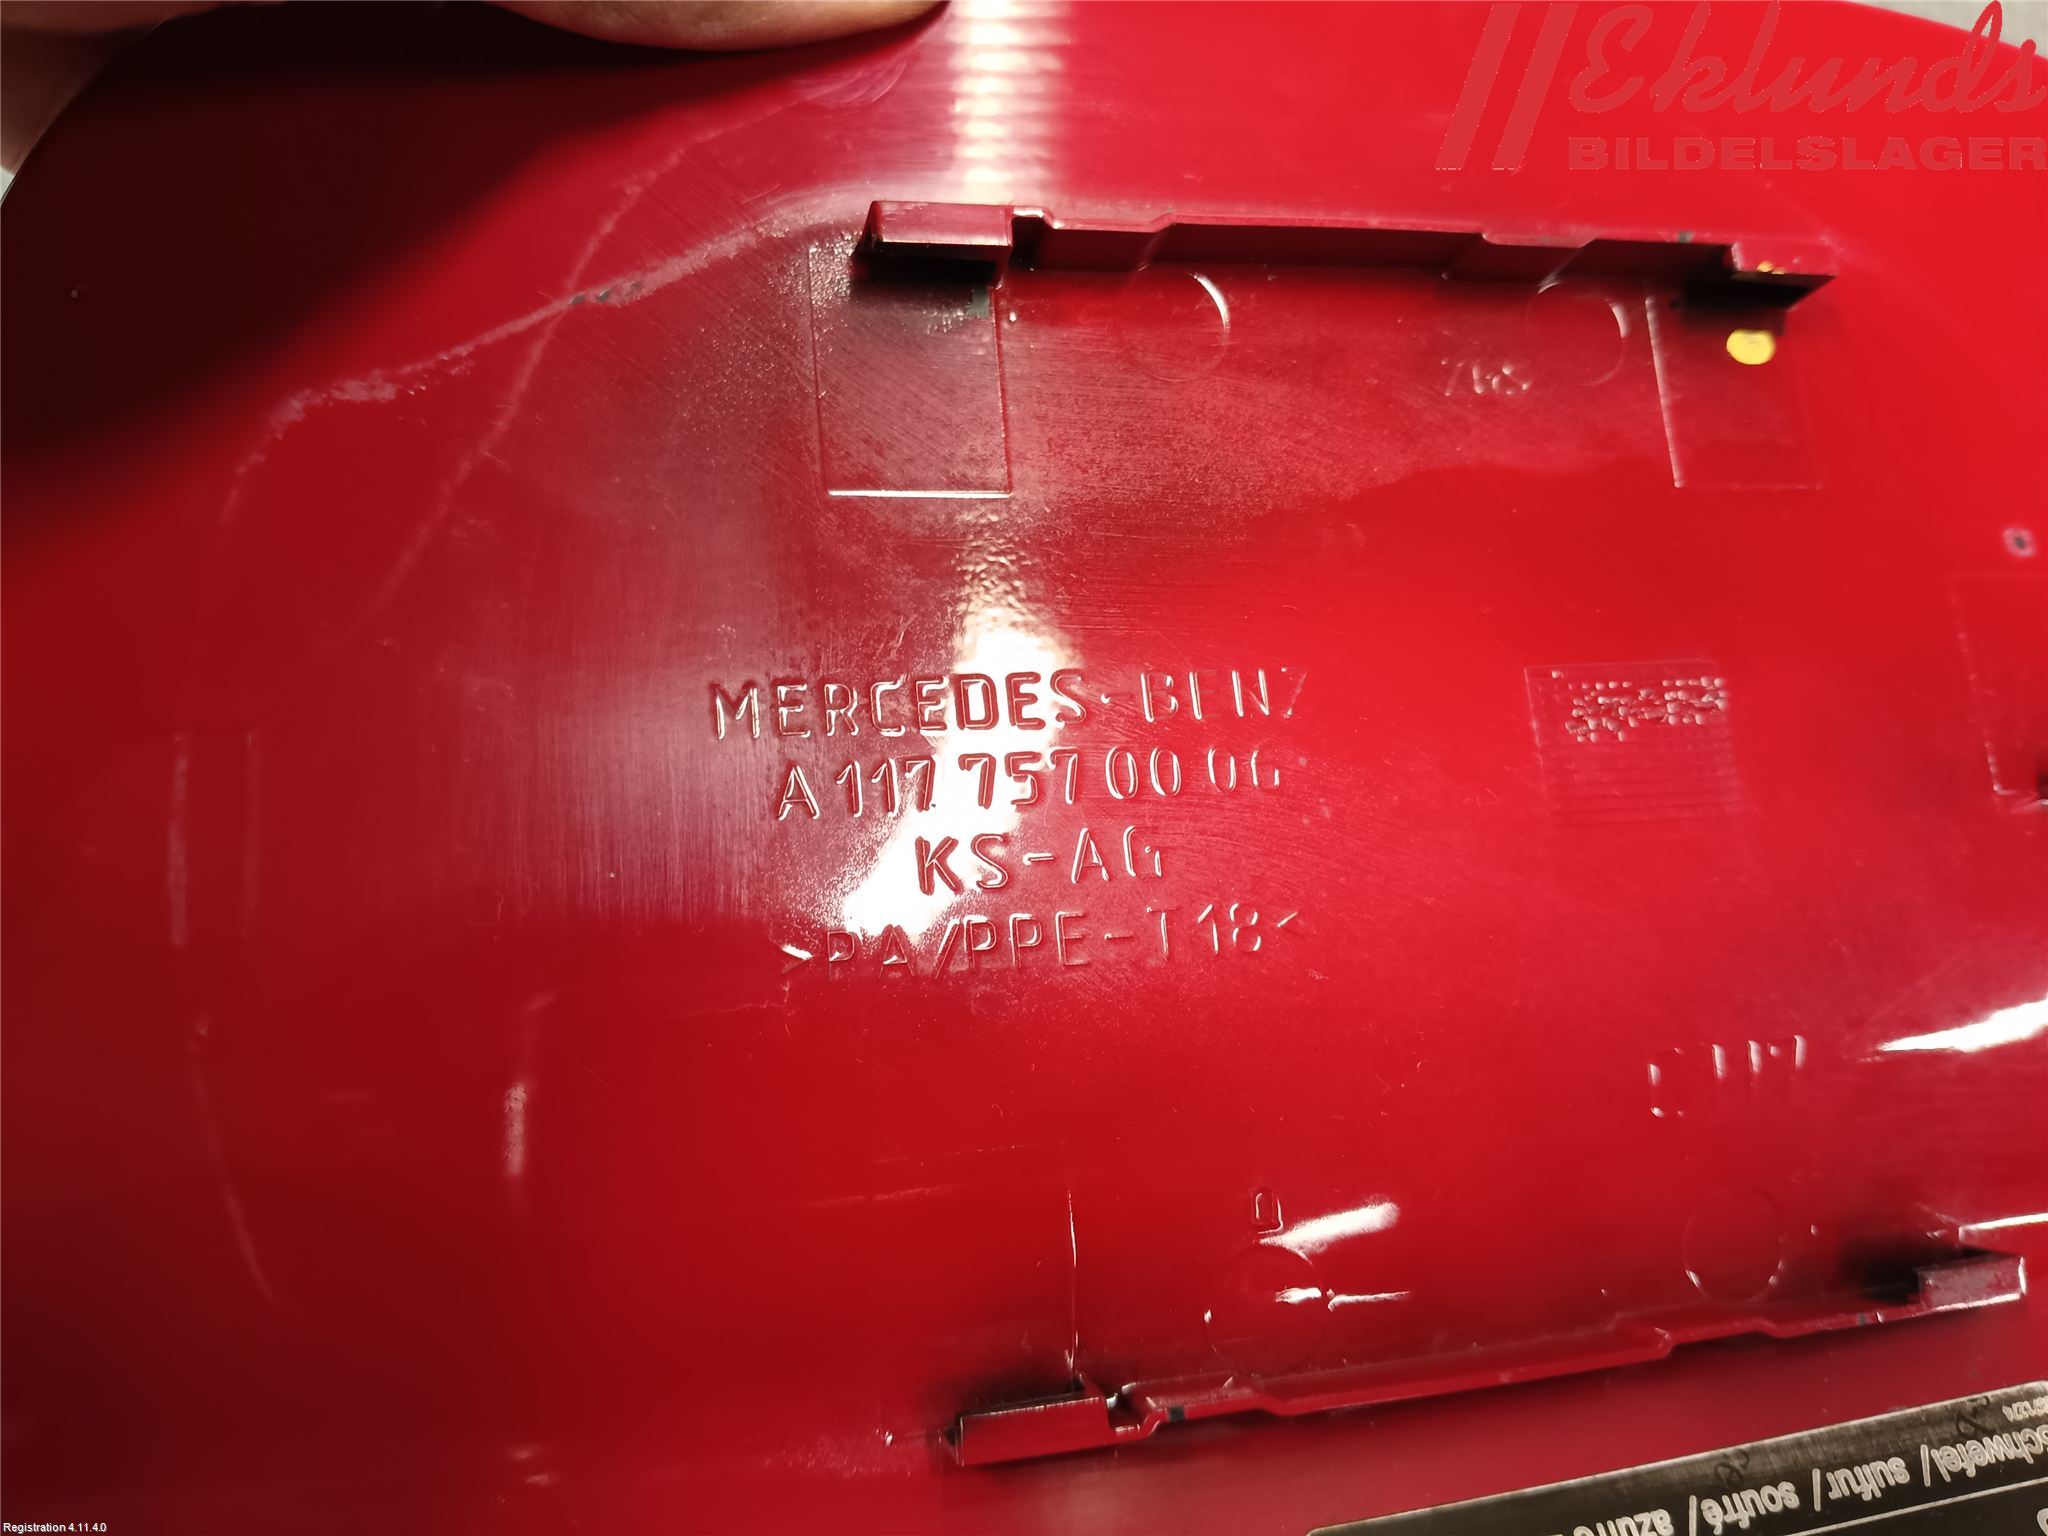 Eklunds
BILDELSLAGER
MERCEDES-BENZ
A 117 757 00 06
KS-AG
>PA/PPE-T18<
C117
Q
schwefel / sulfur / soufré / azufre
Registration 4.11.4.0